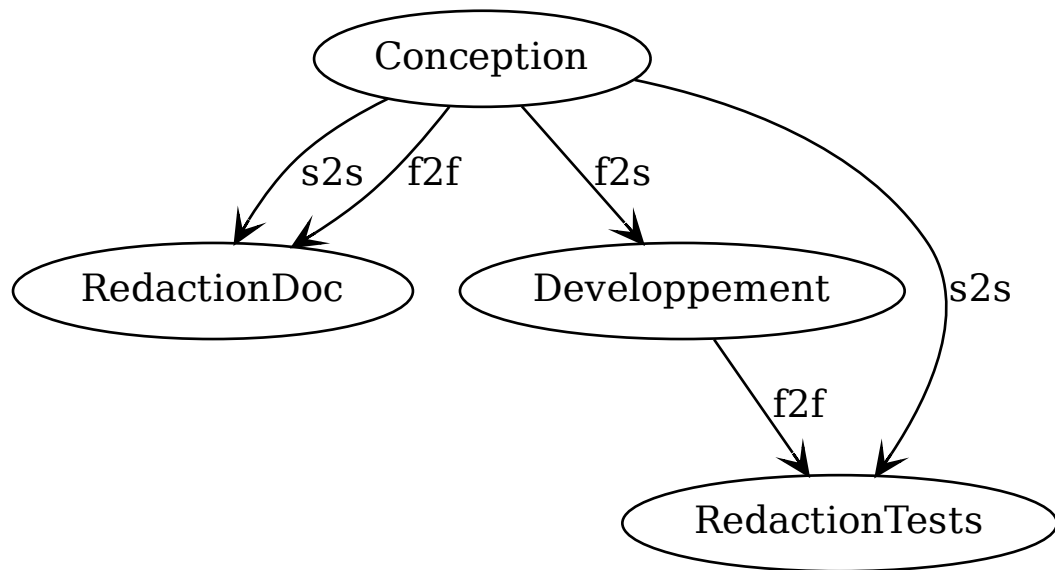 Conception
s2s
f2f
f2s
RedactionDoc
Developpement
s2s
f2f
RedactionTests